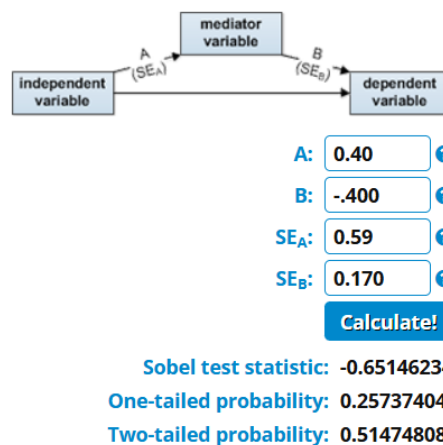 mediator
variable
A
(SEA)
B
(SEB)
independent
variable
dependent
variable
A: 0.40
B: -.400
SEA: 0.59
SEB: 0.170
Calculate!
Sobel test statistic: -0.6514623
One-tailed probability: 0.25737404
Two-tailed probability: 0.51474808